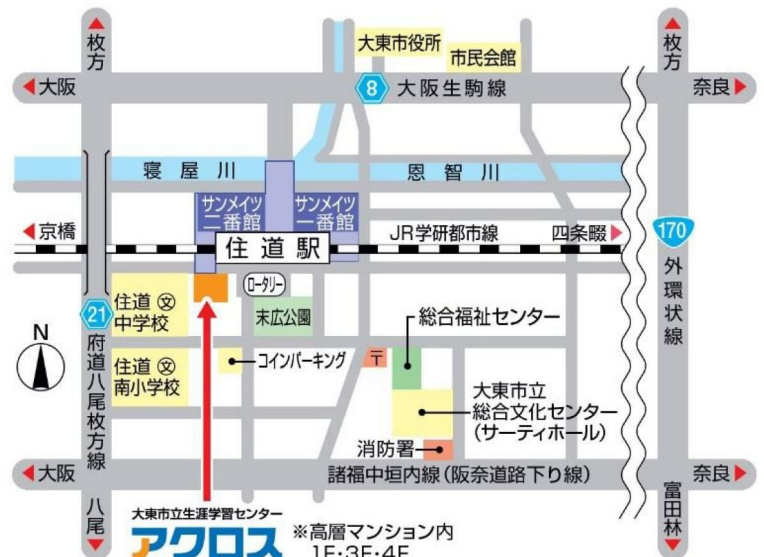 枚方
枚方
大東市役所
市民会館
大阪
8
大阪生駒線
奈良
寝屋川
恩智川
サンメイツ
二番館
サンメイツ
一番館
京橋
住道駅
JR学研都市線
四条畷
170
外環状線
ロータリー
住道
中学校
文
末広公園
21
府道八尾枚方線
総合福祉センター
N
住道
南小学校
文
コインパーキング
〒
大東市立
総合文化センター
(サーティホール)
消防署
大阪
諸福中垣内線(阪奈道路下り線)
奈良
八尾
富田林
大東市立生涯学習センター
アクロス
※高層マンション内
1F・3F・4F